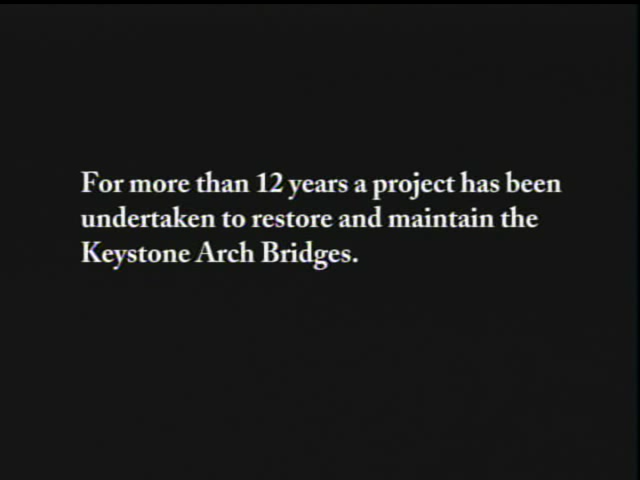 For more than 12 years a project has been
undertaken to restore and maintain the
Keystone Arch Bridges.